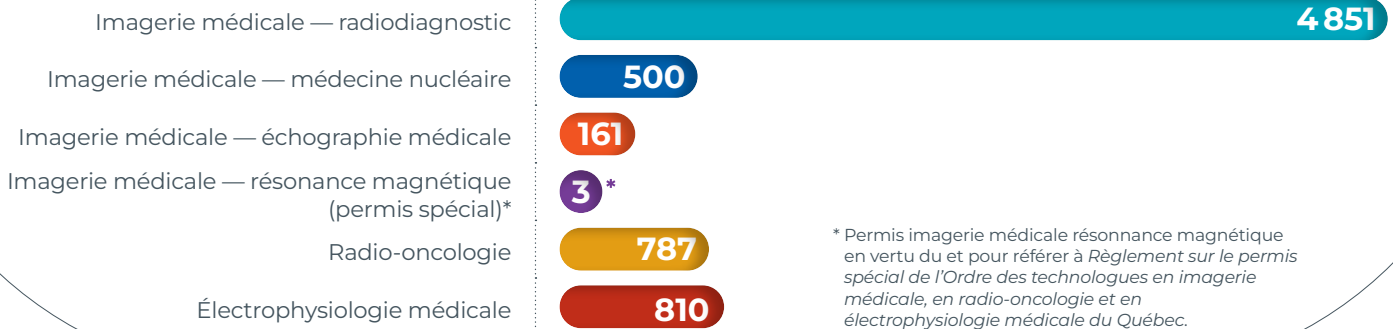 Imagerie médicale — radiodiagnostic
4 851
Imagerie médicale — médecine nucléaire
500
Imagerie médicale — échographie médicale
161
Imagerie médicale — résonance magnétique
(permis spécial)*
3 *
Radio-oncologie
787
Électrophysiologie médicale
810
* Permis imagerie médicale résonnance magnétique
en vertu du et pour référer à Règlement sur le permis
spécial de l’Ordre des technologues en imagerie
médicale, en radio-oncologie et en
électrophysiologie médicale du Québec.